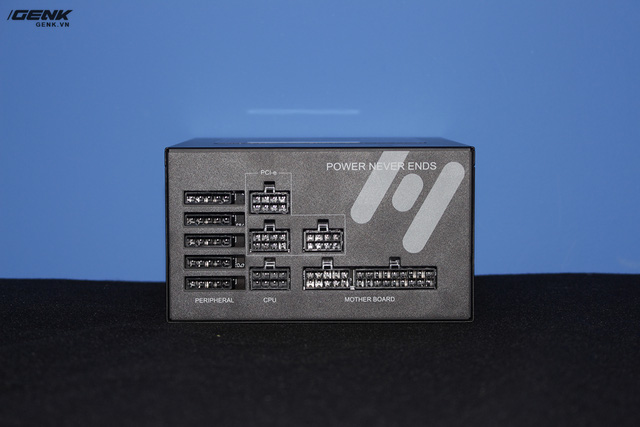 GENK
GENK.VN
POWER NEVER ENDS
PCI-e
PERIPHERAL
CPU
MOTHER BOARD